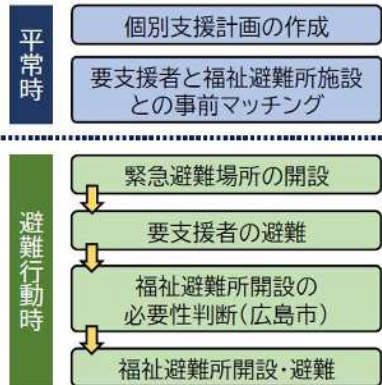 平常時
個別支援計画の作成
要支援者と福祉避難所施設
との事前マッチング
避難行動時
緊急避難場所の開設
要支援者の避難
福祉避難所開設の
必要性判断(広島市)
福祉避難所開設・避難